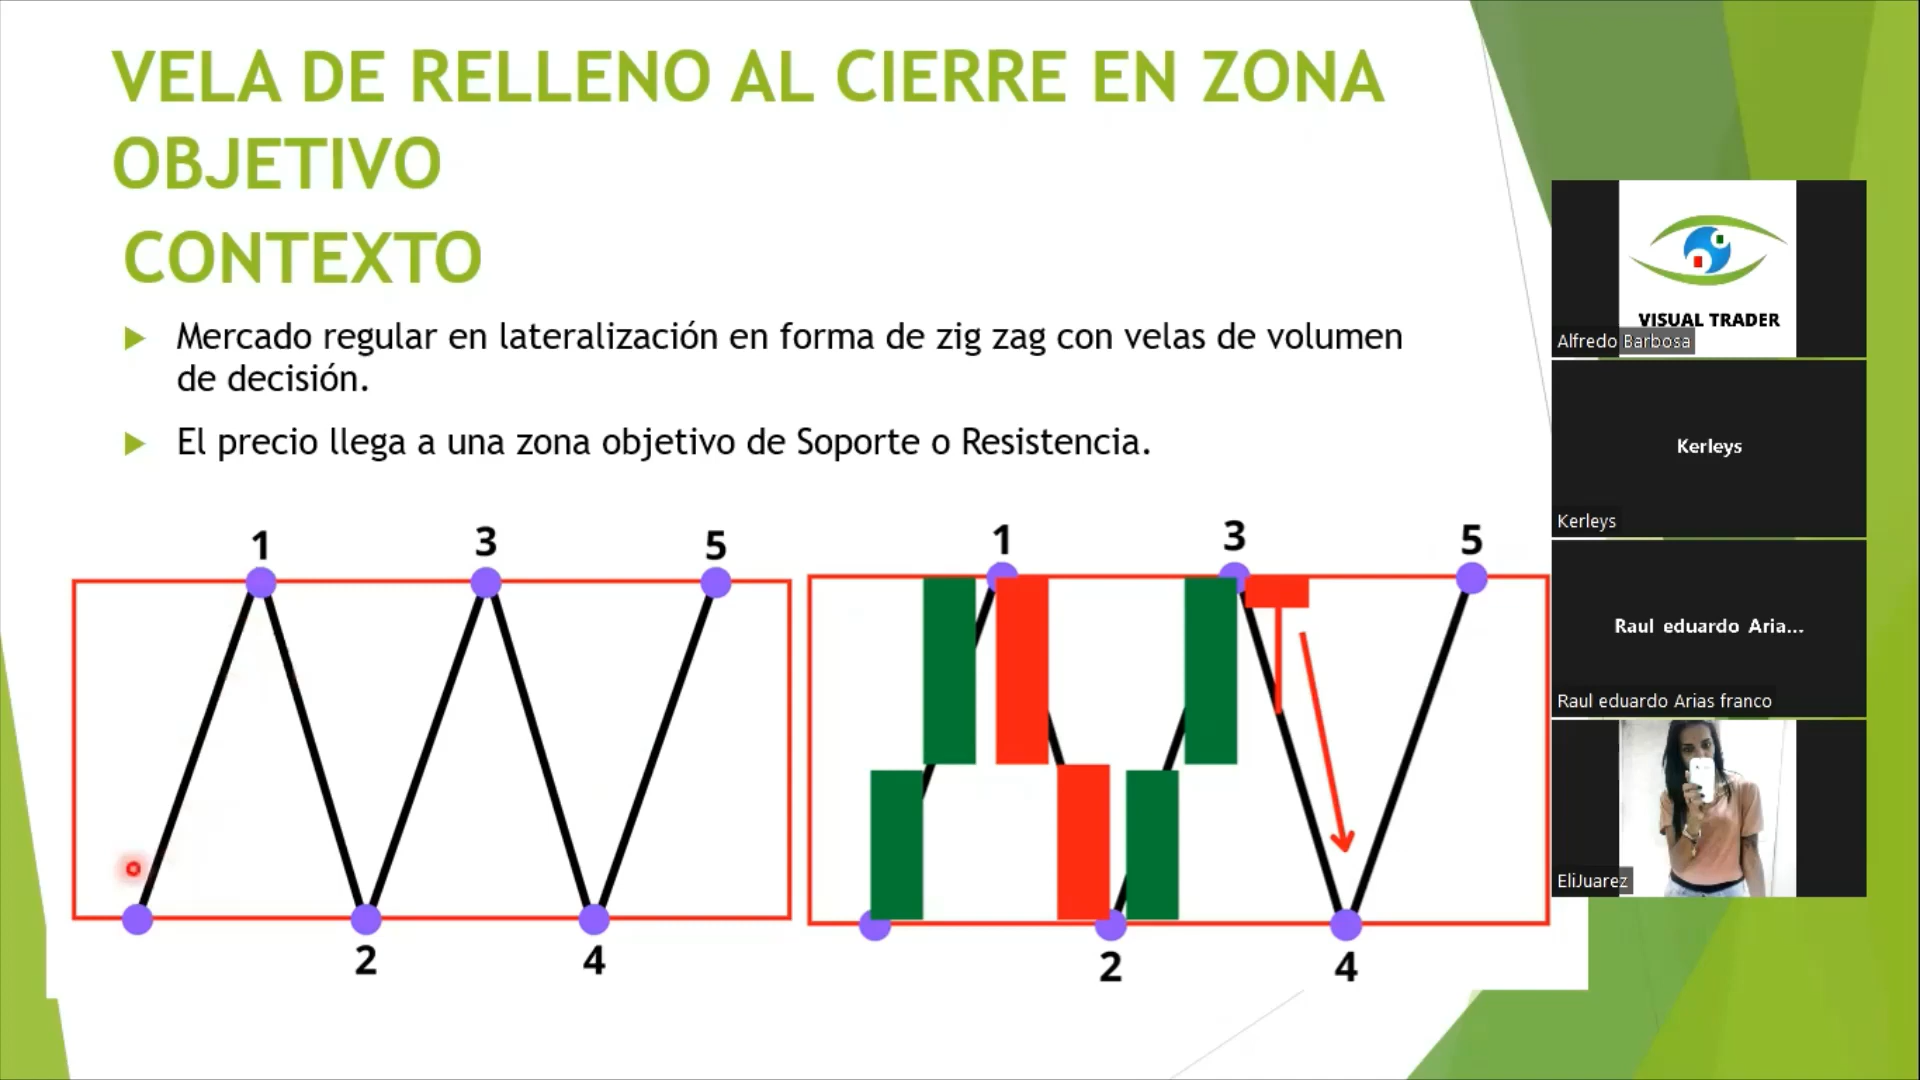 VELA DE RELLENO AL CIERRE EN ZONA
OBJETIVO
CONTEXTO
Mercado regular en lateralización en forma de zig zag con velas de volumen
de decisión.
El precio llega a una zona objetivo de Soporte o Resistencia.
1
3
5
2
4
1
3
5
2
4
VISUAL TRADER
Alfredo Barbosa
Kerleys
Kerleys
Raul eduardo Aria...
Raul eduardo Arias franco
EliJuarez